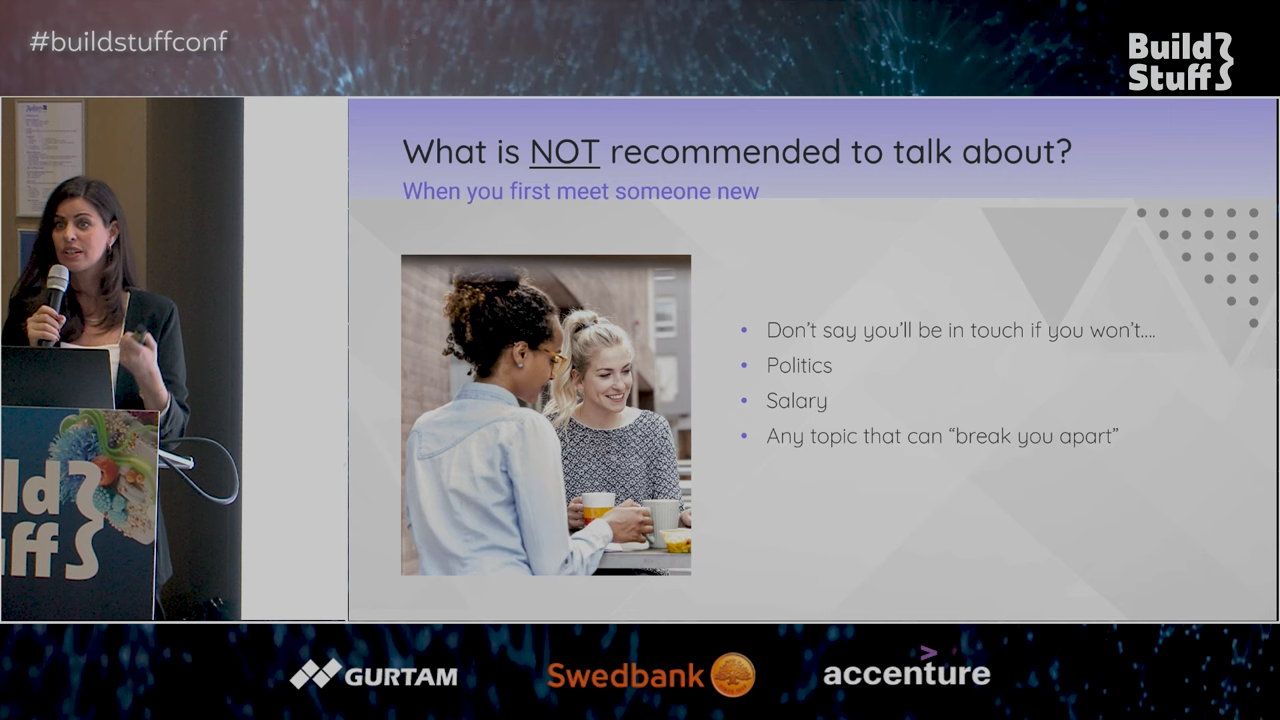 #buildstuffconf
Build
Stuff
What is NOT recommended to talk about?
When you first meet someone new
• Don't say you'll be in touch if you won't....
• Politics
• Salary
• Any topic that can “break you apart”
ld
uff
GURTAM
Swedbank
accenture